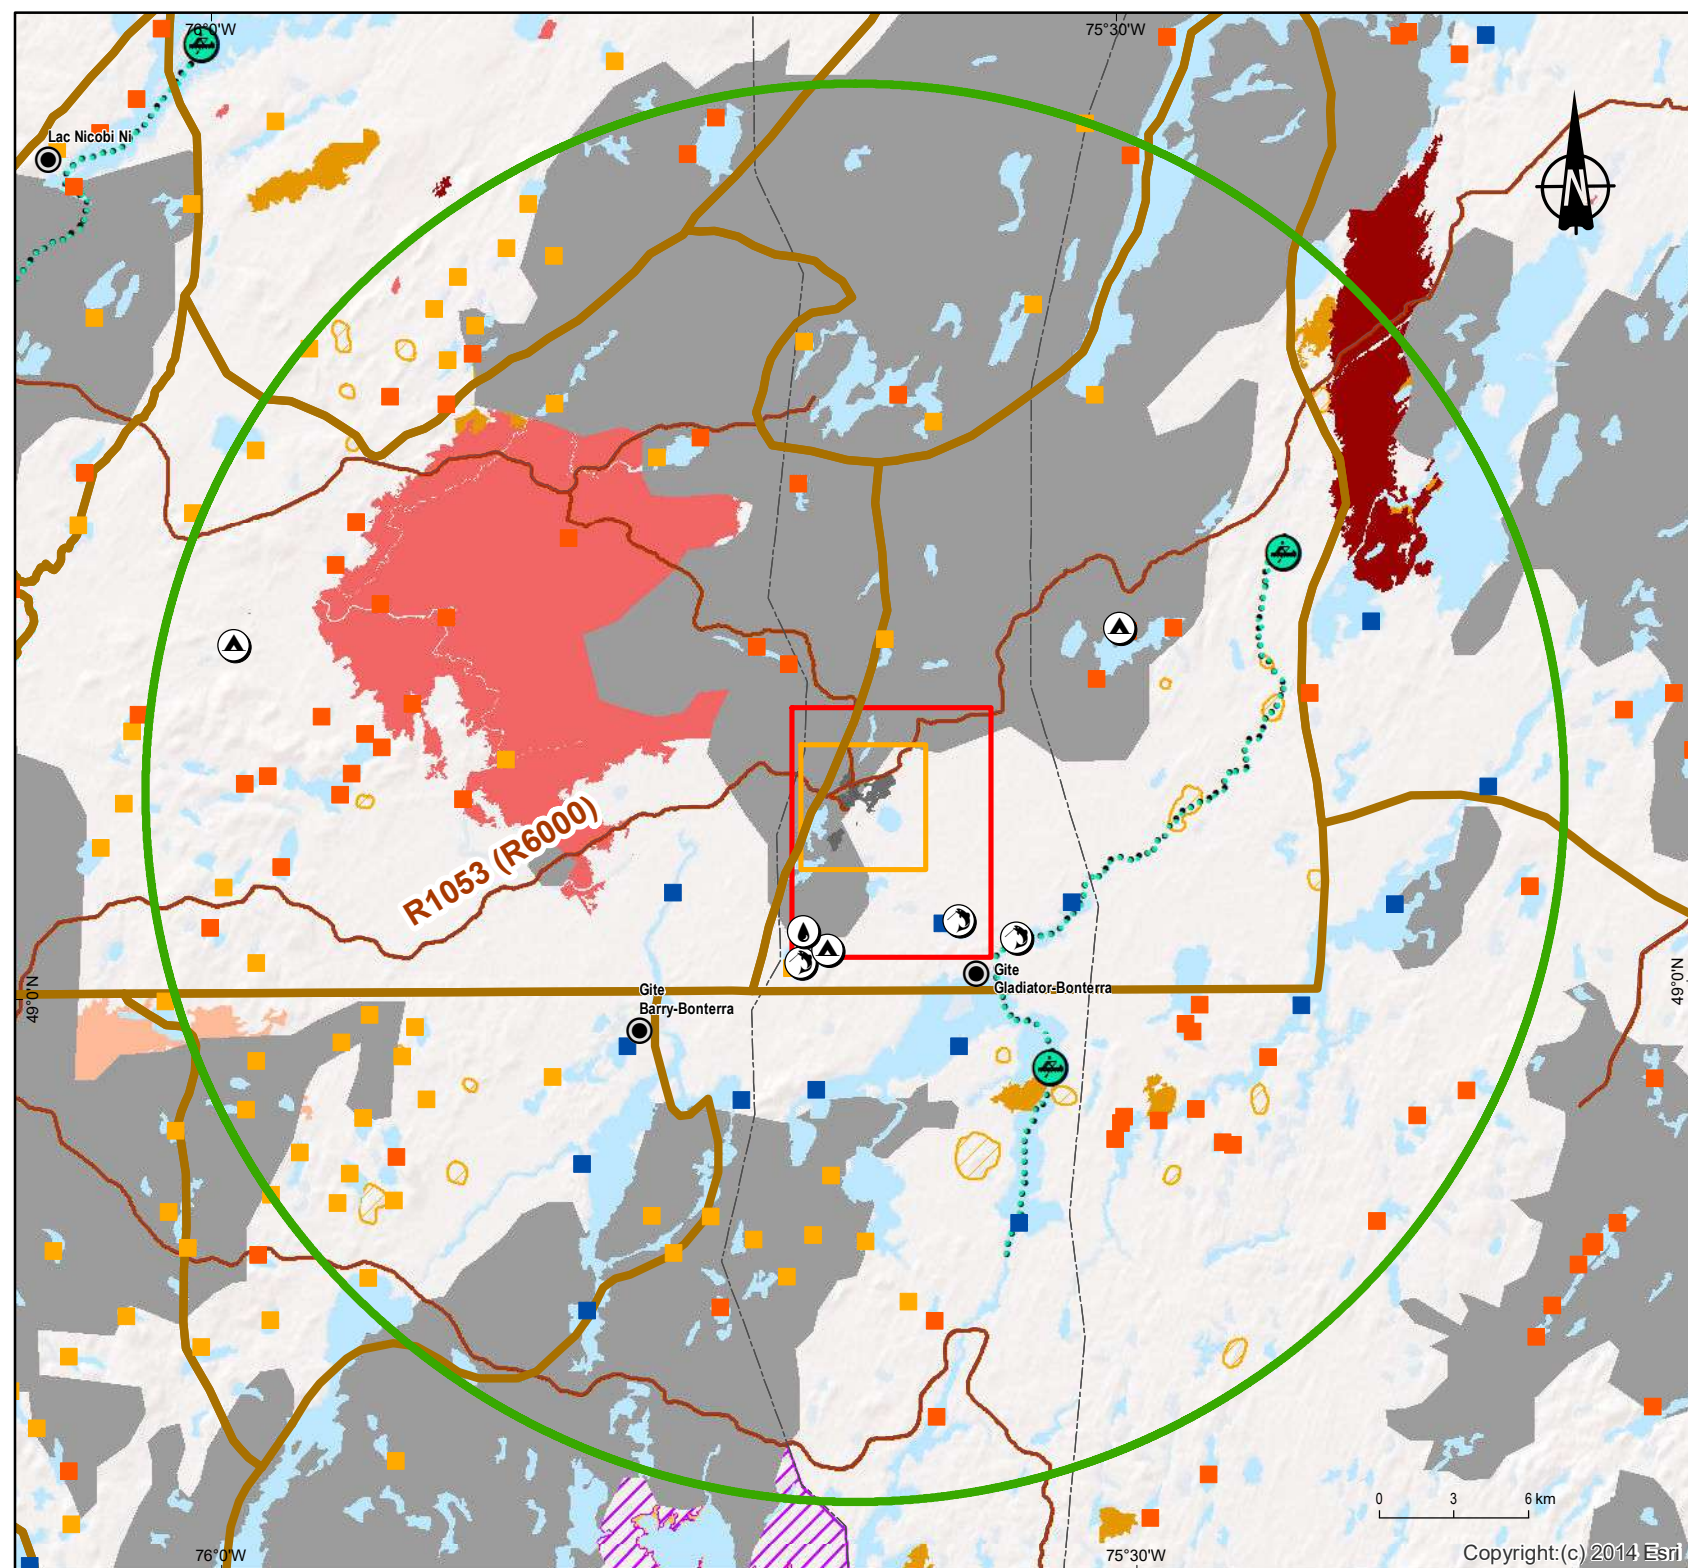 76°0'W
75°30'W
Lac Nicobi Ni
N
R1053 (R6000)
49°0'N
49°0'N
Gite
Barry-Bonterra
Gite
Gladiator-Bonterra
0 3 6 km
76°0'W
75°30'W
Copyright:(c) 2014 Esri